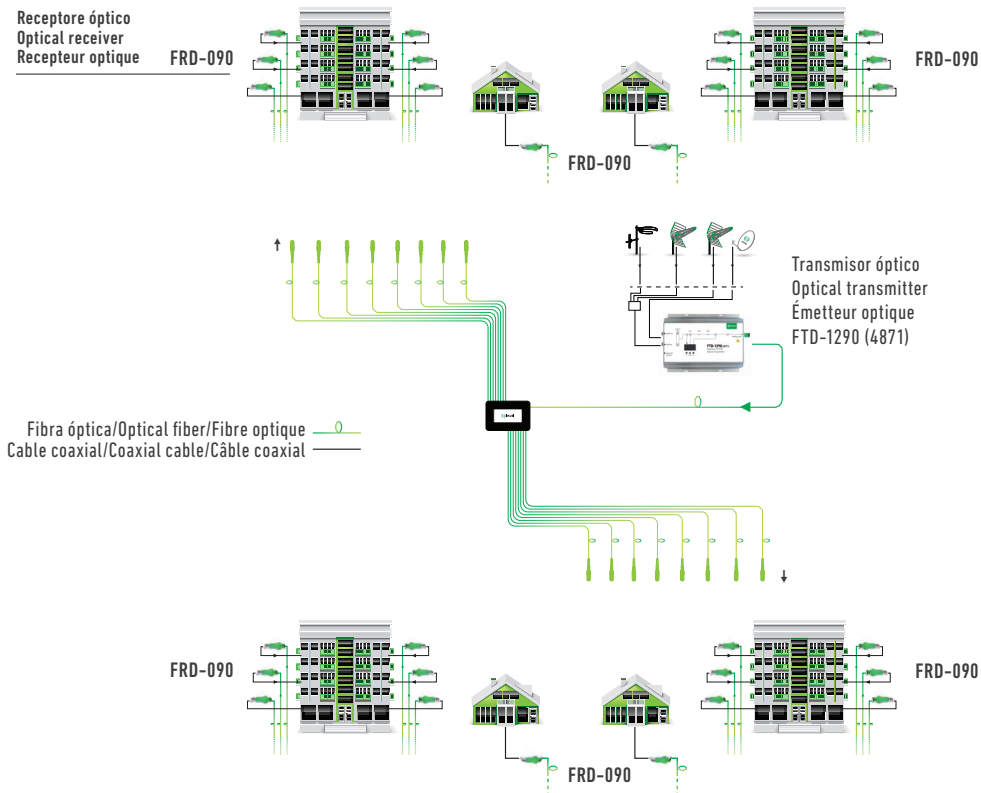 Receptore óptico
Optical receiver
Recepteur optique
FRD-090
FRD-090
FRD-090
Transmisor óptico
Optical transmitter
Émetteur optique
FTD-1290 (4871)
FTD-1290
Fibra óptica/Optical fiber/Fibre optique
Cable coaxial/Coaxial cable/Câble coaxial
FRD-090
FRD-090
FRD-090